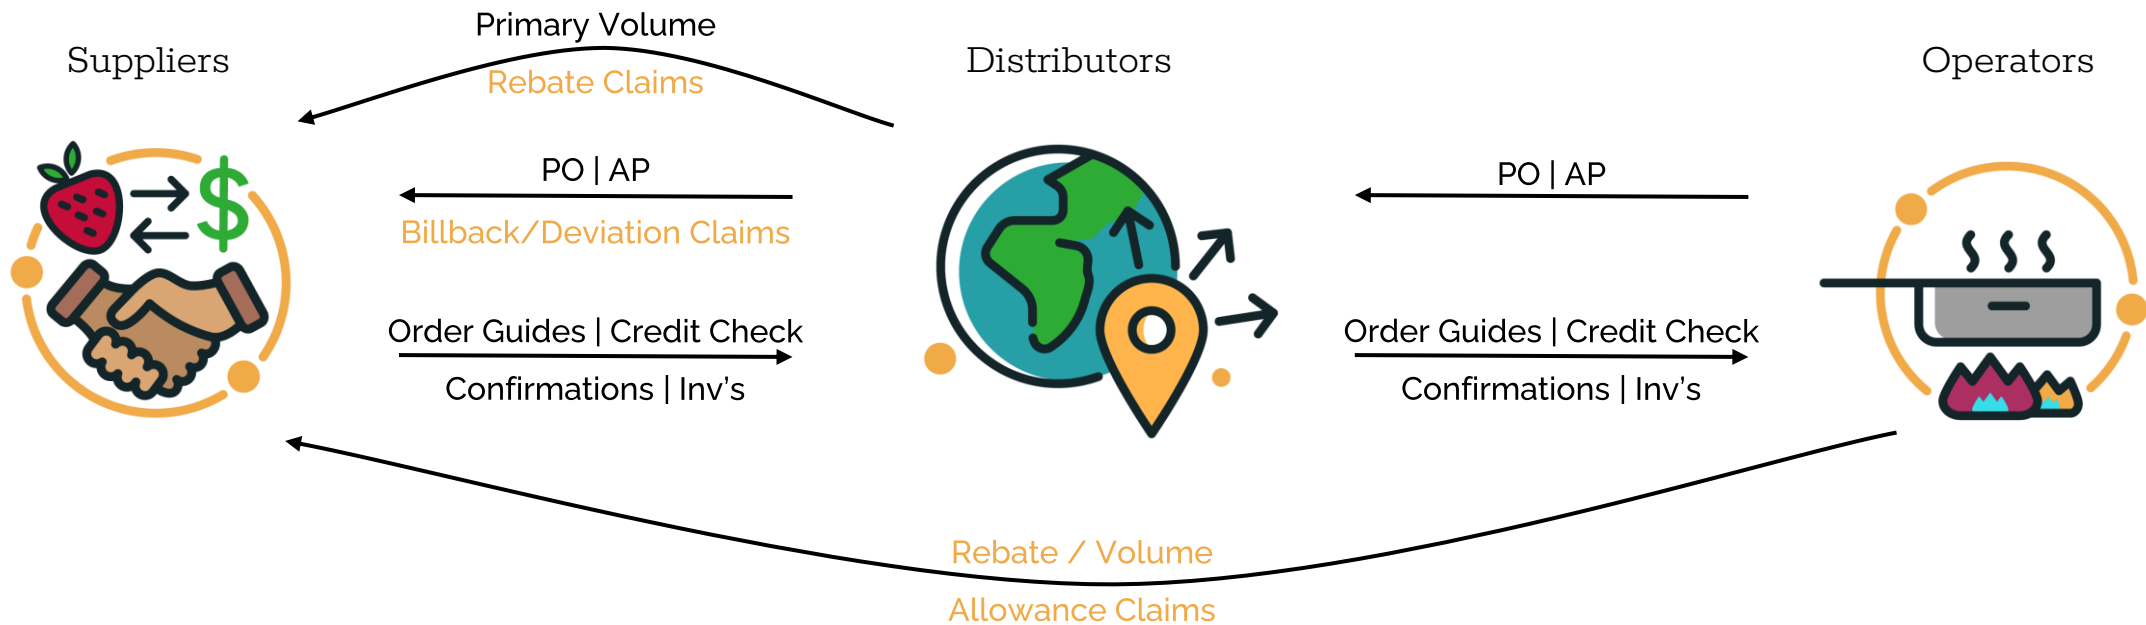 Primary Volume
Suppliers
Rebate Claims
Distributors
Operators
PO | AP
Billback/Deviation Claims
PO | AP
Order Guides | Credit Check
Confirmations | Inv's
Order Guides | Credit Check
Confirmations | Inv's
Rebate / Volume
Allowance Claims
$